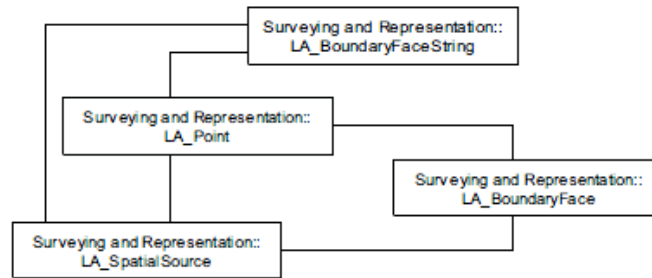 Surveying and Representation::
LA_BoundaryFaceString
Surveying and Representation::
LA_Point
Surveying and Representation::
LA_BoundaryFace
Surveying and Representation::
LA_SpatialSource